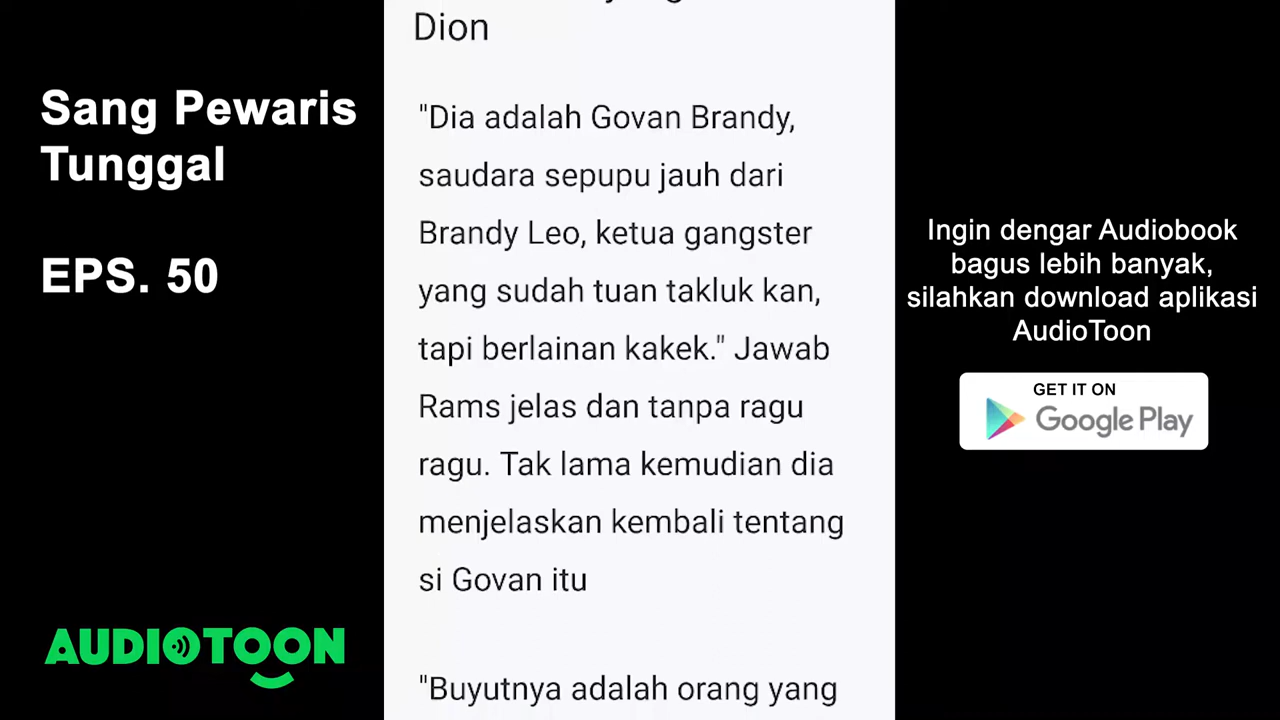 Sang Pewaris
Tunggal
EPS. 50
AUDIOTOON
Dion
"Dia adalah Govan Brandy,
saudara sepupu jauh dari
Brandy Leo, ketua gangster
yang sudah tuan takluk kan,
tapi berlainan kakek." Jawab
Rams jelas dan tanpa ragu
ragu. Tak lama kemudian dia
menjelaskan kembali tentang
si Govan itu
"Buyutnya adalah orang yang
Ingin dengar Audiobook
bagus lebih banyak,
silahkan download aplikasi
AudioToon
GET IT ON
Google Play